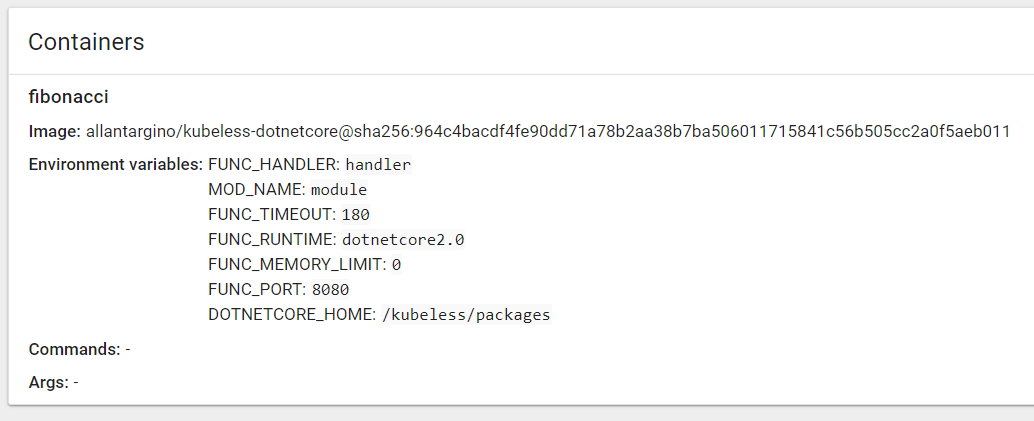 Containers
fibonacci
Image: allantargino/kubeless-dotnetcore@sha256:964c4bacdf4fe90dd71a78b2aa38b7ba506011715841c56b505cc2a0f5aeb011
Environment variables: FUNC_HANDLER: handler
MOD_NAME: module
FUNC_TIMEOUT: 180
FUNC_RUNTIME: dotnetcore2.0
FUNC_MEMORY_LIMIT: 0
FUNC_PORT: 8080
DOTNETCORE_HOME: /kubeless/packages
Commands: -
Args: -